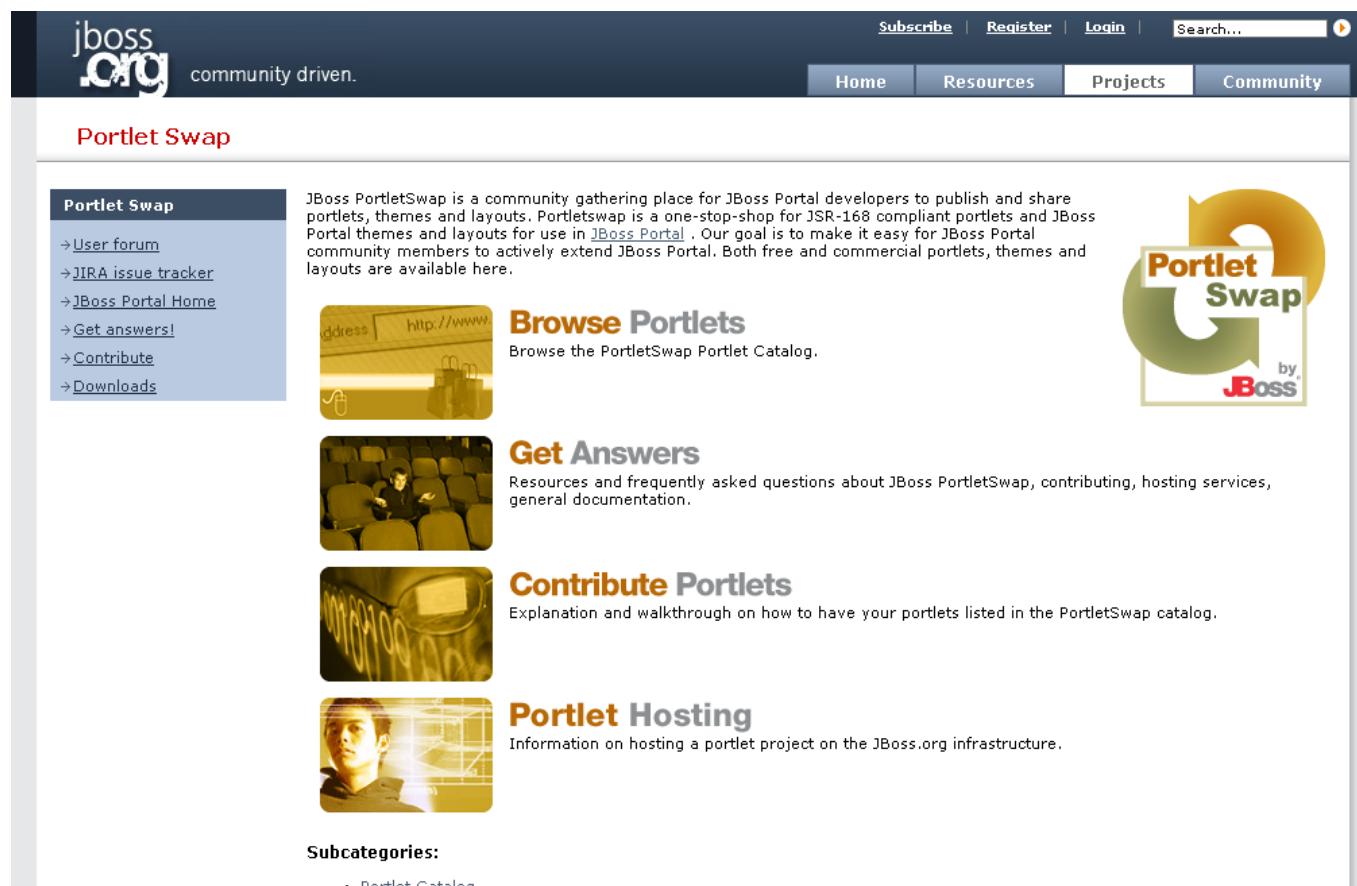 jboss
.org
community driven.
Subscribe | Register | Login |
Search...
Home
Resources
Projects
Community
Portlet Swap
Portlet Swap
→User forum
→JIRA issue tracker
→JBoss Portal Home
→Get answers!
→Contribute
→Downloads
JBoss PortletSwap is a community gathering place for JBoss Portal developers to publish and share
portlets, themes and layouts. Portletswap is a one-stop-shop for JSR-168 compliant portlets and JBoss
Portal themes and layouts for use in JBoss Portal . Our goal is to make it easy for JBoss Portal
community members to actively extend JBoss Portal. Both free and commercial portlets, themes and
layouts are available here.
Portlet
Swap
by
JBoss
address http://www.
Browse Portlets
Browse the PortletSwap Portlet Catalog.
Get Answers
Resources and frequently asked questions about JBoss PortletSwap, contributing, hosting services,
general documentation.
Contribute Portlets
Explanation and walkthrough on how to have your portlets listed in the PortletSwap catalog.
Portlet Hosting
Information on hosting a portlet project on the JBoss.org infrastructure.
Subcategories:
Portlet Catalog